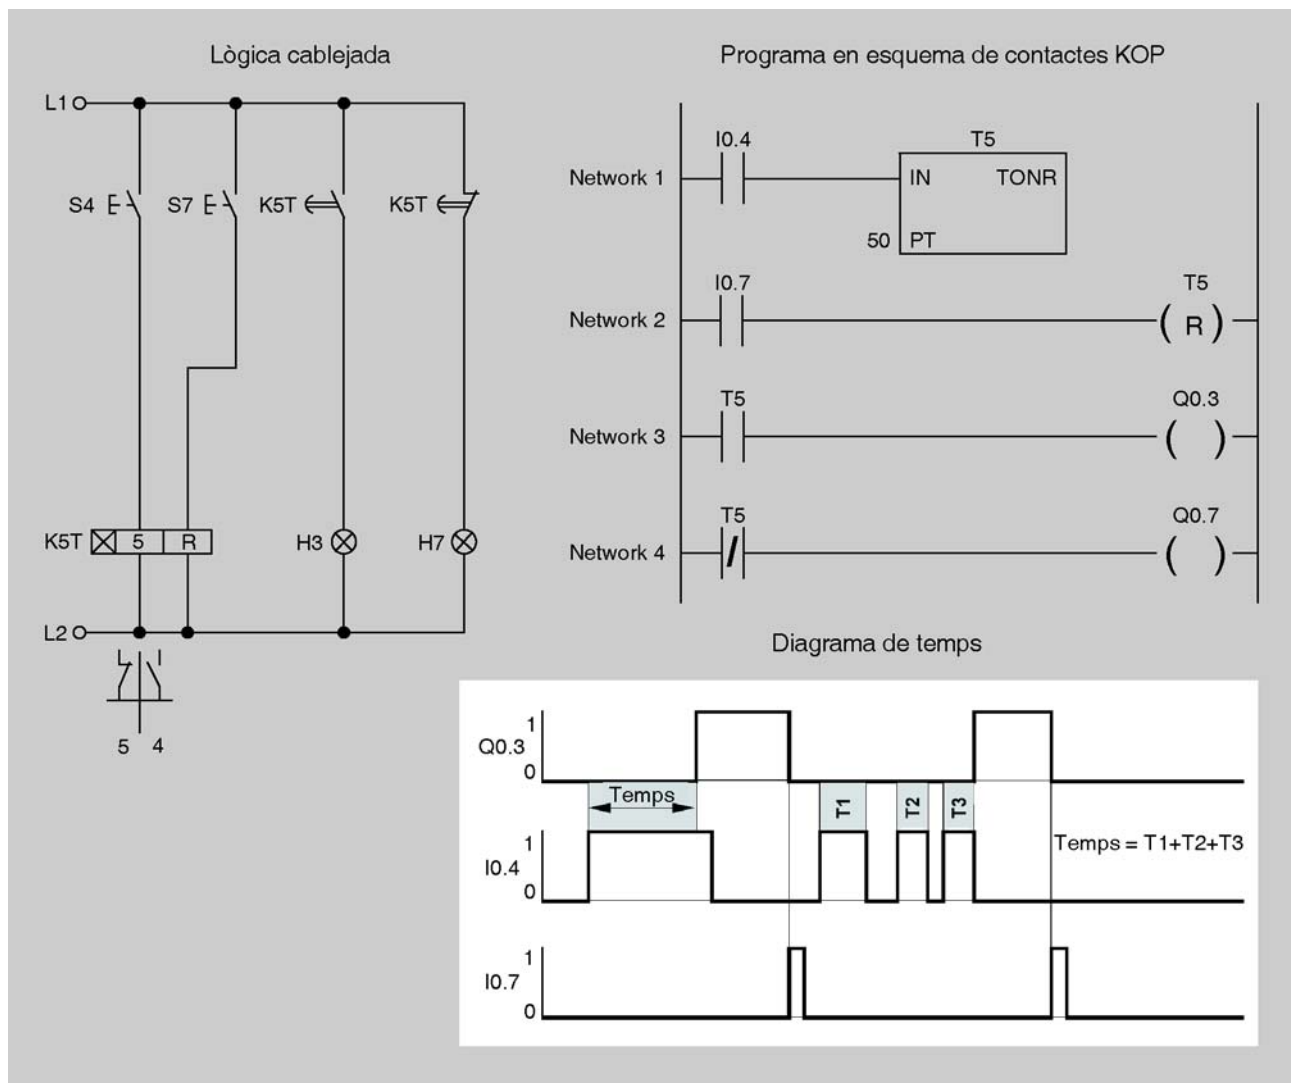 Lògica cablejada
L1
S4 S7 K5T K5T
K5T 5 R H3 H7
L2
5 4
Programa en esquema de contactes KOP
Network 1 I0.4 T5
IN TONR
50 PT
Network 2 I0.7 T5
R
Network 3 T5 Q0.3
Network 4 T5 Q0.7
Diagrama de temps
Q0.3 1
0
Temps T1 T2 T3
I0.4 1
0
Temps = T1+T2+T3
I0.7 1
0